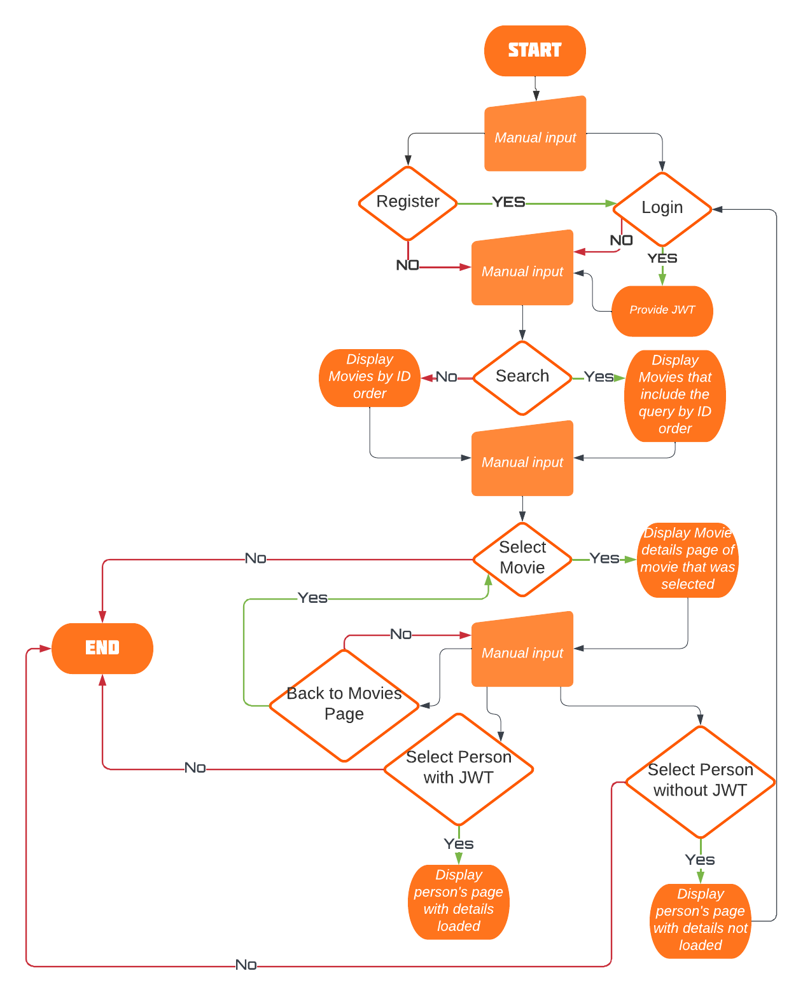 START
Manual input
Register
YES
Login
NO
NO
YES
Manual input
Provide JWT
Display
Movies by ID
order
No
Search
Yes
Display
Movies that
include the
query by ID
order
Manual input
No
Select
Movie
Yes
Display Movie
details page of
movie that was
selected
Yes
END
No
Manual input
Back to Movies
Page
No
Select Person
with JWT
Select Person
without JWT
Yes
Yes
Display
person's page
with details
loaded
Display
person's page
with details not
loaded
No